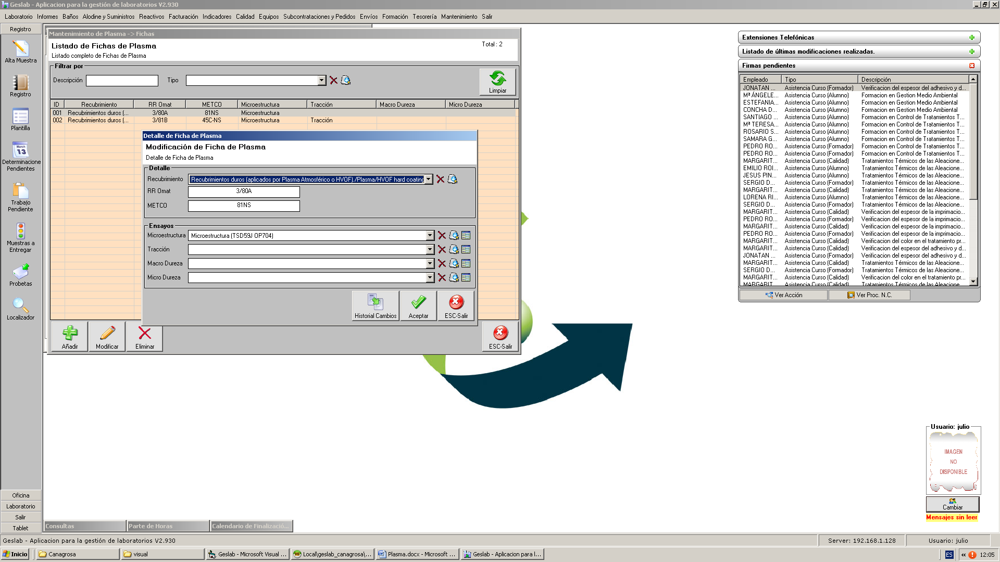 Geslab - Aplicacion para la gestión de laboratorios V2.930
Laboratorio Informes Baños Alodine y Suministros Reactivos Facturación Indicadores Calidad Equipos Subcontrataciones y Pedidos Envíos Formación Tesorería Mantenimiento Salir
Registro
Alta Muestra
Registro
Plantilla
March
13
Determinacione
Pendientes
Trabajo
Pendiente
Muestras a
Entregar
Probetas
Localizador
Oficina
Laboratorio
Salir
Tablet
Mantenimiento de Plasma -> Fichas
Listado de Fichas de Plasma
Total : 2
Listado completo de Fichas de Plasma
Filtrar por
Descripción
Tipo
Limpiar
ID Recubrimiento RR Omat METCO Microestructura Tracción Macro Dureza Micro Dureza
001 Recubrimientos duros (... 3/80A 81NS Microestructura
002 Recubrimientos duros (... 3/81B 45C-NS Microestructura Tracción
Detalle de Ficha de Plasma
Modificación de Ficha de Plasma
Detalle de Ficha de Plasma
Detalle
Recubrimiento Recubrimientos duros (aplicados por Plasma Atmosférico o HVOF)./Plasma/HVOF hard coating
RR Omat 3/80A
METCO 81NS
Ensayos
Microestructura Microestructura (TSD59J OP704)
Tracción
Macro Dureza
Micro Dureza
Historial Cambios
Aceptar
ESC-Salir
Añadir
Modificar
Eliminar
ESC-Salir
Extensiones Telefónicas
Listado de últimas modificaciones realizadas.
Firmas pendientes
Empleado Tipo Descripción
JONATAN ... Asistencia Curso (Formador) Verificacion del espesor del adhesivo y d...
Mª ÁNGELE... Asistencia Curso (Alumno) Formacion en Gestion Medio Ambiental
ESTEFANIA... Asistencia Curso (Alumno) Formacion en Gestion Medio Ambiental
CONCHA D... Asistencia Curso (Alumno) Formacion en Gestion Medio Ambiental
SANTIAGO ... Asistencia Curso (Alumno) Formacion en Control de Tratamientos T...
Mª TERESA... Asistencia Curso (Alumno) Formacion en Control de Tratamientos T...
ROSARIO S... Asistencia Curso (Alumno) Formacion en Control de Tratamientos T...
SAMARA G... Asistencia Curso (Alumno) Formacion en Control de Tratamientos T...
PEDRO RO... Asistencia Curso (Alumno) Formacion en Control de Tratamientos T...
PEDRO RO... Asistencia Curso (Formador) Formacion en Control de Tratamientos T...
MARGARIT... Asistencia Curso (Calidad) Tratamientos Térmicos de las Aleacione...
EMILIO ROI... Asistencia Curso (Alumno) Tratamientos Térmicos de las Aleacione...
JESUS PIN... Asistencia Curso (Alumno) Tratamientos Térmicos de las Aleacione...
SERGIO D... Asistencia Curso (Formador) Tratamientos Térmicos de las Aleacione...
MARGARIT... Asistencia Curso (Calidad) Tratamientos Térmicos de las Aleacione...
LORENA RI... Asistencia Curso (Alumno) Tratamientos Térmicos de las Aleacione...
SERGIO D... Asistencia Curso (Formador) Tratamientos Térmicos de las Aleacione...
MARGARIT... Asistencia Curso (Calidad) Verificacion del espesor de la imprimacio...
PEDRO RO... Asistencia Curso (Formador) Verificacion del espesor de la imprimacio...
MARGARIT... Asistencia Curso (Calidad) Verificacion del espesor de la imprimacio...
PEDRO RO... Asistencia Curso (Formador) Verificacion del espesor de la imprimacio...
MARGARIT... Asistencia Curso (Calidad) Verificacion del color en el tratamiento pr...
MARGARIT... Asistencia Curso (Calidad) Verificacion del espesor del adhesivo y d...
JONATAN ... Asistencia Curso (Formador) Verificacion del espesor del adhesivo y d...
MARGARIT... Asistencia Curso (Calidad) Tratamientos Térmicos de las Aleacione...
SERGIO D... Asistencia Curso (Formador) Tratamientos Térmicos de las Aleacione...
MARGARIT... Asistencia Curso (Calidad) Verificacion del color en el tratamiento pr...
MARGARIT... Asistencia Curso (Calidad) Tratamientos Térmicos de las Aleacione...
Ver Acción
Ver Proc. N.C.
Usuario: julio
IMAGEN
NO
DISPONIBLE
Cambiar
Mensajes sin leer
Consultas
Parte de Horas
Calendario de Finalizació...
Geslab - Aplicacion para la gestión de laboratorios V2.930
Server: 192.168.1.128
Usuario: julio
Inicio
Canagrosa
visual
Geslab - Microsoft Visual ...
HS
Local\geslab_canagrosa\...
Plasma.docx - Microsoft ...
Geslab - Aplicacion para l...
ES
12:05